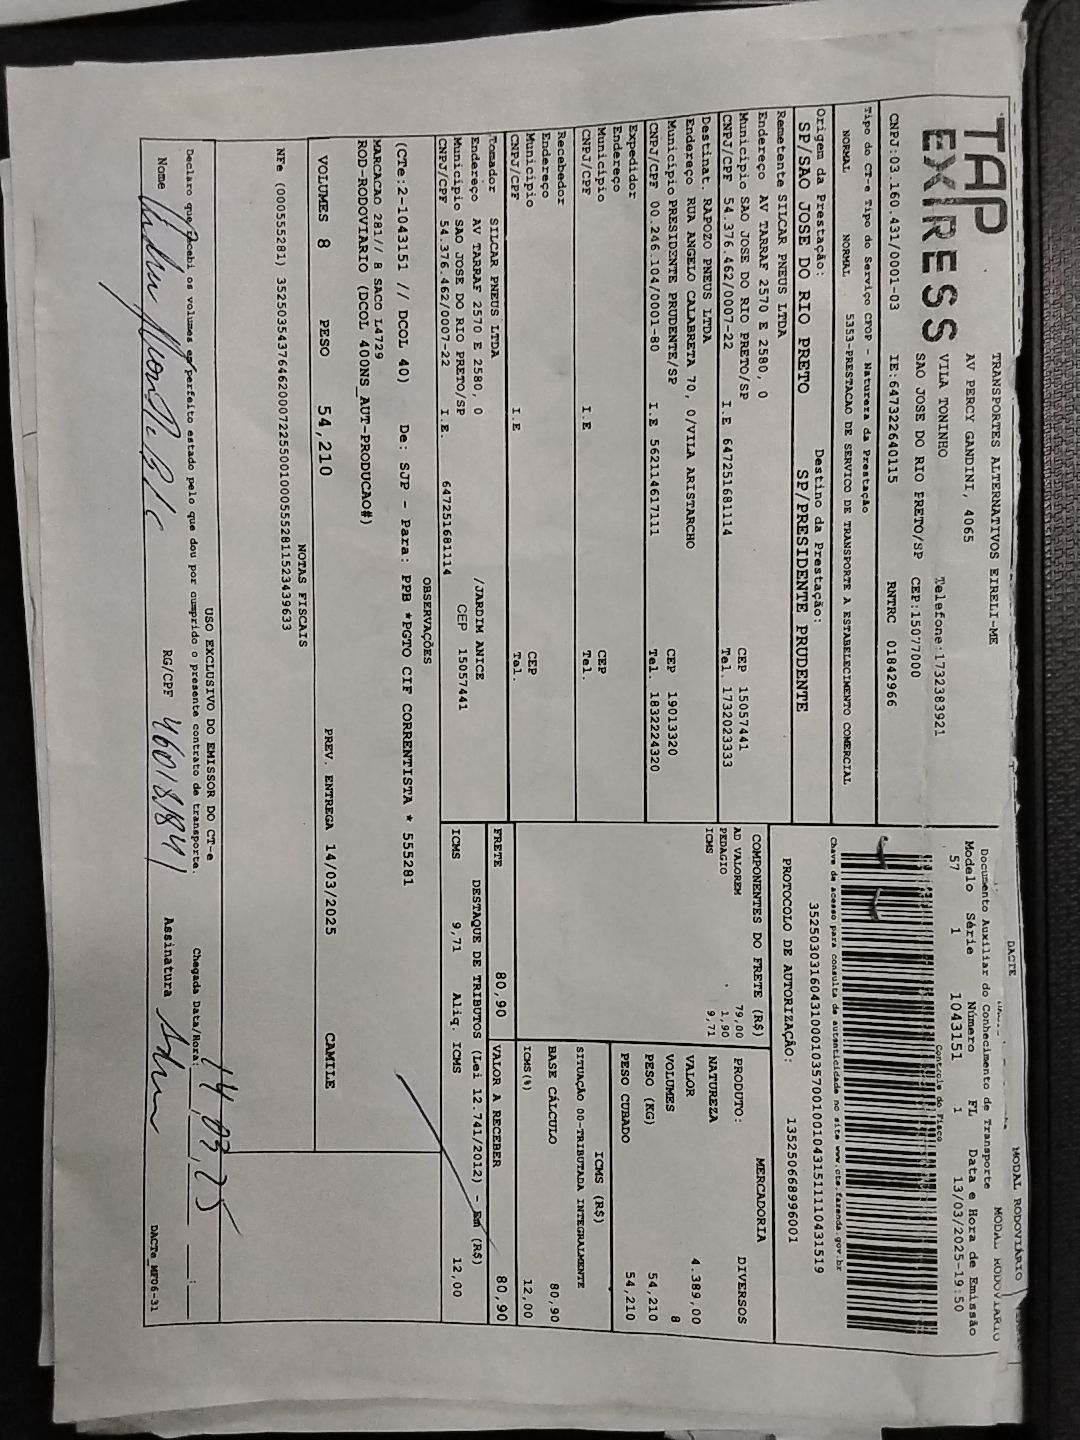 TAP
EXPRESS
TRANSPORTES ALTERNATIVOS EIRELI-ME
AV PERCY GANDINI, 4065
VILA TONINHO Telefone:1732383921
SAO JOSE DO RIO PRETO/SP CEP:15077000
CNPJ:03.160.431/0001-03 IE:647322640115 RNTRC 01842966
Tipo do CT-e Tipo do Serviço CFOP - Natureza da Prestação
NORMAL NORMAL 5353-PRESTACAO DE SERVICO DE TRANSPORTE A ESTABELECIMENTO COMERCIAL
Origem da Prestação: Destino da Prestação:
SP/SAO JOSE DO RIO PRETO SP/PRESIDENTE PRUDENTE
Remetente SILCAR PNEUS LTDA
Endereço AV TARRAF 2570 E 2580, 0
Município SAO JOSE DO RIO PRETO/SP CEP 15057441
CNPJ/CPF 54.376.462/0007-22 I.E 647251681114 Tel. 1732023333
Destinat. RAPOZO PNEUS LTDA
Endereço RUA ANGELO CALABRETA 70, 0/VILA ARISTARCHO
Município PRESIDENTE PRUDENTE/SP CEP 19013320
CNPJ/CPF 00.246.104/0001-80 I.E 562114617111 Tel. 1832224320
Expedidor
Endereço
Município CEP
CNPJ/CPF I.E Tel.
Recebedor
Endereço
Município CEP
CNPJ/CPF I.E Tel.
Tomador SILCAR PNEUS LTDA
Endereço AV TARRAF 2570 E 2580, 0 /JARDIM ANICE
Município SAO JOSE DO RIO PRETO/SP CEP 15057441
CNPJ/CPF 54.376.462/0007-22 I.E. 647251681114
DACTE MODAL RODOVIÁRIO
MODAL RODOVIARIO
Documento Auxiliar do Conhecimento de Transporte
Modelo Série Número FL Data e Hora de Emissão
57 1 1043151 1 13/03/2025-19:50
Controle do Fisco
Chave de acesso para consulta de autenticidade no site www.cte.fazenda.gov.br
35250303160431000103570010010431511110431519
PROTOCOLO DE AUTORIZAÇÃO: 135250668996001
COMPONENTES DO FRETE (R$)
AD VALOREM 79,00
PEDAGIO 1,90
ICMS 9,71
MERCADORIA
PRODUTO: DIVERSOS
NATUREZA
VALOR 4.389,00
VOLUMES 8
PESO (KG) 54,210
PESO CUBADO 54,210
ICMS (R$)
SITUAÇÃO 00-TRIBUTADA INTEGRALMENTE
BASE CÁLCULO 80,90
ICMS(%) 12,00
FRETE 80,90 VALOR A RECEBER 80,90
DESTAQUE DE TRIBUTOS (Lei 12.741/2012) - Em (R$)
ICMS 9,71 Aliq. ICMS 12,00
OBSERVAÇÕES
(CTe:2-1043151 // DCOL 40) De: SJP - Para: PPB *PGTO CIF CORRENTISTA * 555281
MARCACAO 281// 8 SACO L4729
ROD-RODOVIARIO (DCOL 400NS_AUT-PRODUCAO#)
VOLUMES 8 PESO 54,210 PREV. ENTREGA 14/03/2025 CAMILE
NOTAS FISCAIS
NFe (000555281) 35250354376462000722550010005552811523439633
USO EXCLUSIVO DO EMISSOR DO CT-e
Declaro que recebi os volumes em perfeito estado pelo que dou por cumprido o presente contrato de transporte. Chegada Data/Hora: 14 03 25
Nome RG/CPF Assinatura
DACTe_MP06-31